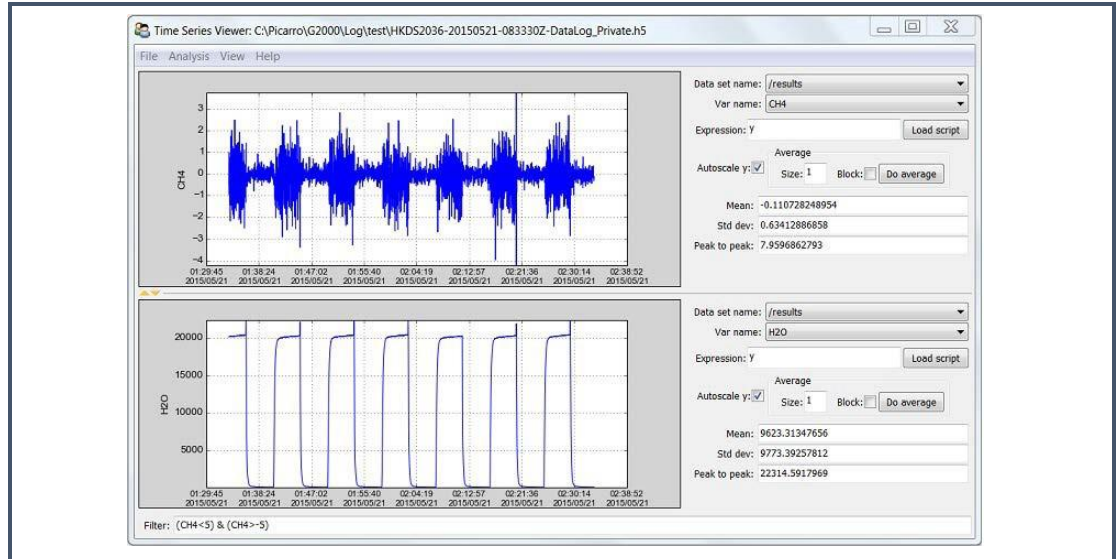 Time Series Viewer: C:\Picarro\G2000\Log\test\HKDS2036-20150521-083330Z-DataLog_Private.h5
File Analysis View Help
3
2
1
0
−1
−2
−3
−4
CH4
01:29:45 01:38:24 01:47:02 01:55:40 02:04:19 02:12:57 02:21:36 02:30:14 02:38:52
2015/05/21 2015/05/21 2015/05/21 2015/05/21 2015/05/21 2015/05/21 2015/05/21 2015/05/21 2015/05/21
Data set name: /results
Var name: CH4
Expression: y Load script
Average
Autoscale y: Size: 1 Block: Do average
Mean: -0.110728248954
Std dev: 0.63412886858
Peak to peak: 7.9596862793
20000
15000
10000
5000
H2O
01:29:45 01:38:24 01:47:02 01:55:40 02:04:19 02:12:57 02:21:36 02:30:14 02:38:52
2015/05/21 2015/05/21 2015/05/21 2015/05/21 2015/05/21 2015/05/21 2015/05/21 2015/05/21 2015/05/21
Data set name: /results
Var name: H2O
Expression: y Load script
Average
Autoscale y: Size: 1 Block: Do average
Mean: 9623.31347656
Std dev: 9773.39257812
Peak to peak: 22314.5917969
Filter: (CH4<5) & (CH4>-5)